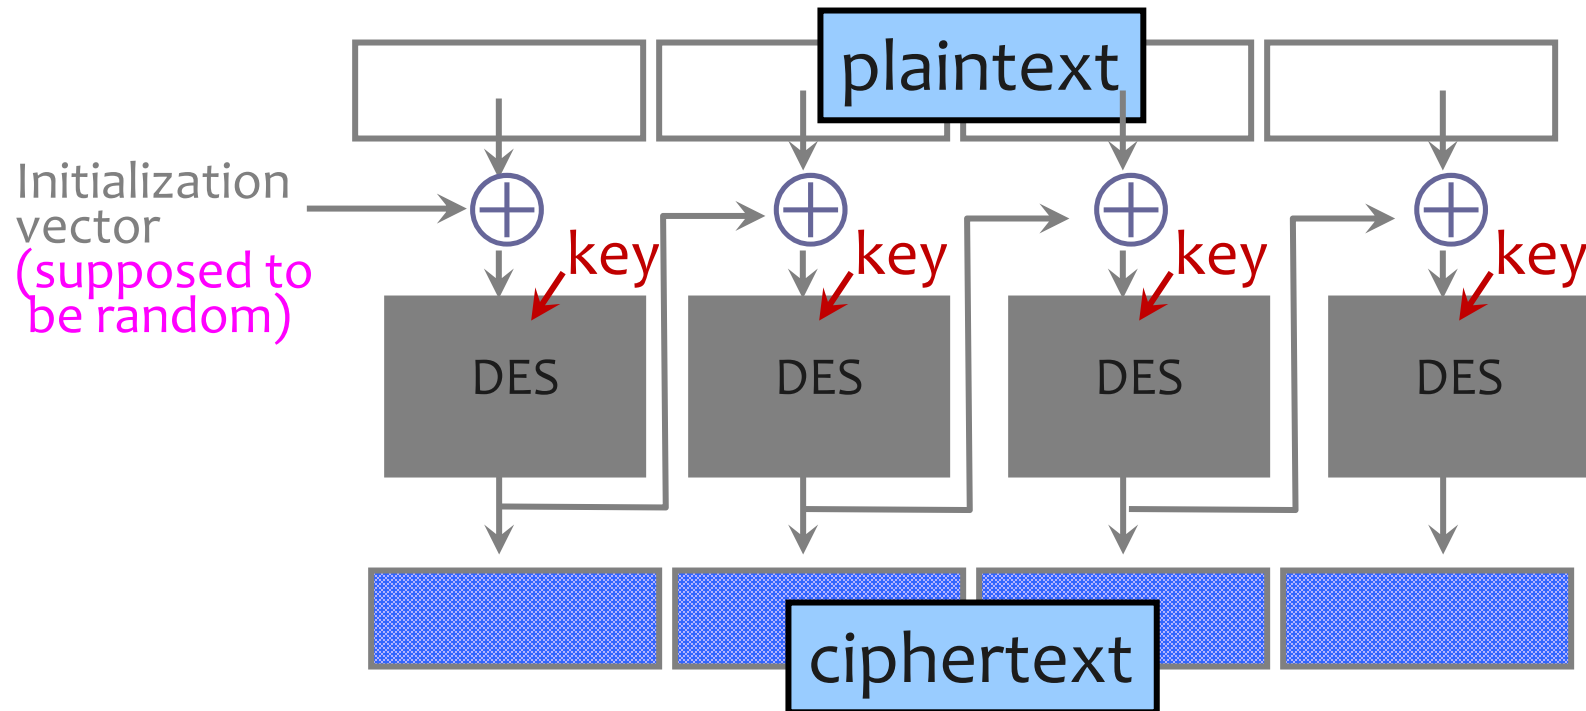 plaintext
Initialization
vector
(supposed to
be random)
key
key
key
key
DES
DES
DES
DES
ciphertext